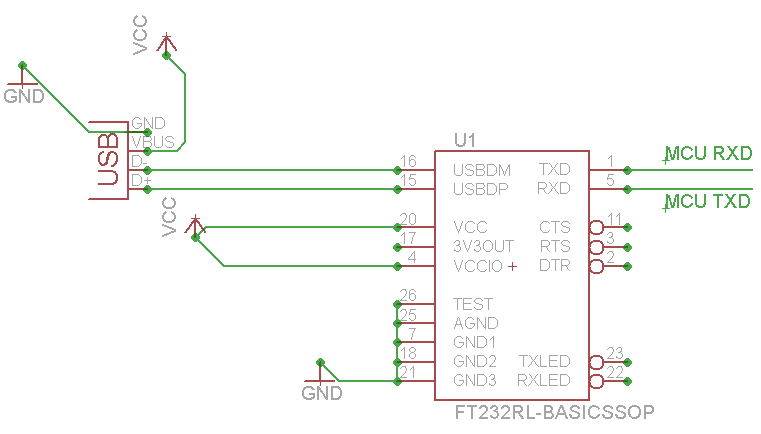 VCC
GND
GND
VBUS
D-
D+
USB
U1
16 USBDM TXD 1 MCU RXD
15 USBDP RXD 5 MCU TXD
VCC
20 VCC CTS 11
17 3V3OUT RTS 3
4 VCCIO DTR 2
26 TEST
25 AGND
7 GND1
18 GND2 TXLED 23
21 GND3 RXLED 22
GND
FT232RL-BASICSSOP